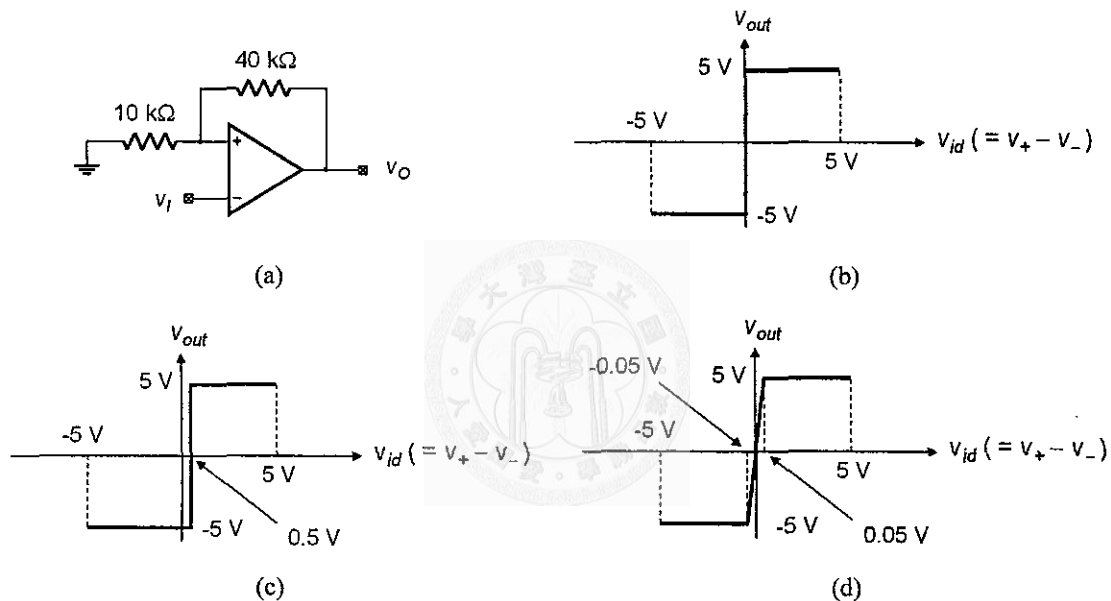 40 kΩ
10 kΩ
+
−
v_I
v_O
(a)
v_out
5 V
-5 V
v_id (= v_+ − v_−)
5 V
-5 V
(b)
v_out
5 V
-5 V
v_id (= v_+ − v_−)
5 V
-5 V
0.5 V
(c)
v_out
-0.05 V
5 V
-5 V
v_id (= v_+ − v_−)
5 V
-5 V
0.05 V
(d)